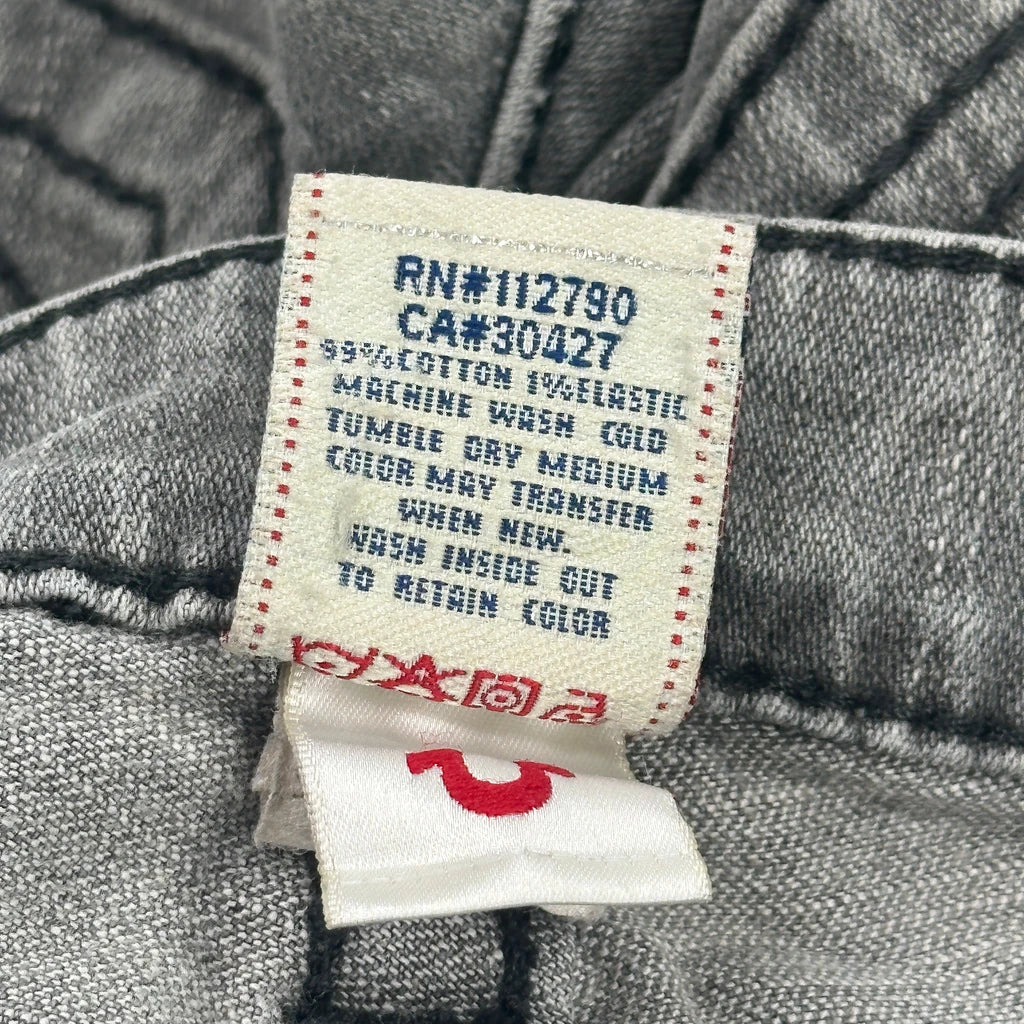 RN#112790
CA#30427
99%COTTON 1%ELASTIC
MACHINE WASH COLD
TUMBLE DRY MEDIUM
COLOR MAY TRANSFER
WHEN NEW.
WASH INSIDE OUT
TO RETAIN COLOR